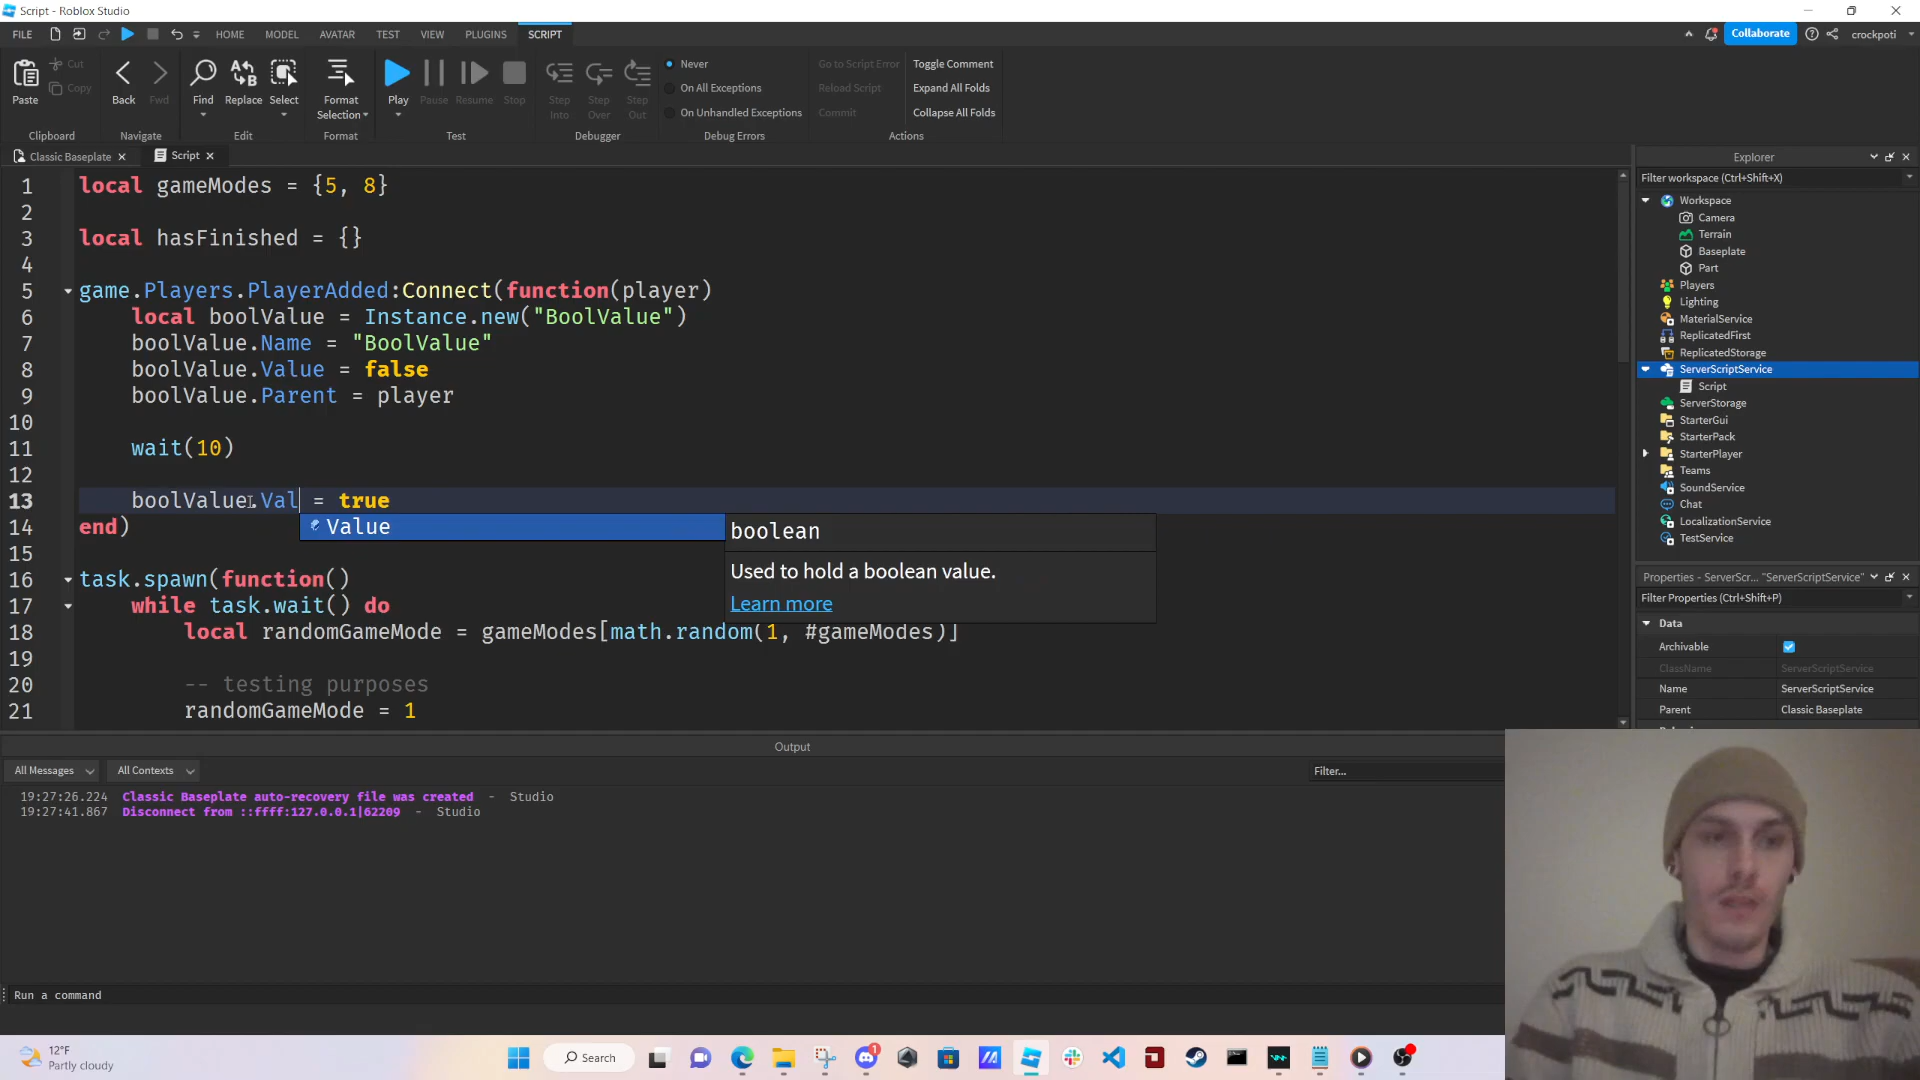 Script - Roblox Studio
FILE HOME MODEL AVATAR TEST VIEW PLUGINS SCRIPT Collaborate crockpoti
Paste Cut Copy Back Fwd Find Replace Select Format Selection Play Pause Resume Stop Step Into Step Over Step Out
Never
On All Exceptions
On Unhandled Exceptions
Go to Script Error
Reload Script
Commit
Toggle Comment
Expand All Folds
Collapse All Folds
Clipboard Navigate Edit Format Test Debugger Debug Errors Actions
Classic Baseplate Script
1 local gameModes = {5, 8}
2
3 local hasFinished = {}
4
5 game.Players.PlayerAdded:Connect(function(player)
6 local boolValue = Instance.new("BoolValue")
7 boolValue.Name = "BoolValue"
8 boolValue.Value = false
9 boolValue.Parent = player
10
11 wait(10)
12
13 boolValue.Val = true
14 end)
15
16 task.spawn(function()
17 while task.wait() do
18 local randomGameMode = gameModes[math.random(1, #gameModes)]
19
20 -- testing purposes
21 randomGameMode = 1
Value
boolean
Used to hold a boolean value.
Learn more
Explorer
Filter workspace (Ctrl+Shift+X)
Workspace
Camera
Terrain
Baseplate
Part
Players
Lighting
MaterialService
ReplicatedFirst
ReplicatedStorage
ServerScriptService
Script
ServerStorage
StarterGui
StarterPack
StarterPlayer
Teams
SoundService
Chat
LocalizationService
TestService
Properties - ServerScr... "ServerScriptService"
Filter Properties (Ctrl+Shift+P)
Data
Archivable
ClassName ServerScriptService
Name ServerScriptService
Parent Classic Baseplate
Output
All Messages All Contexts Filter...
19:27:26.224 Classic Baseplate auto-recovery file was created - Studio
19:27:41.867 Disconnect from ::ffff:127.0.0.1|62209 - Studio
Run a command
12°F
Partly cloudy
Search
1